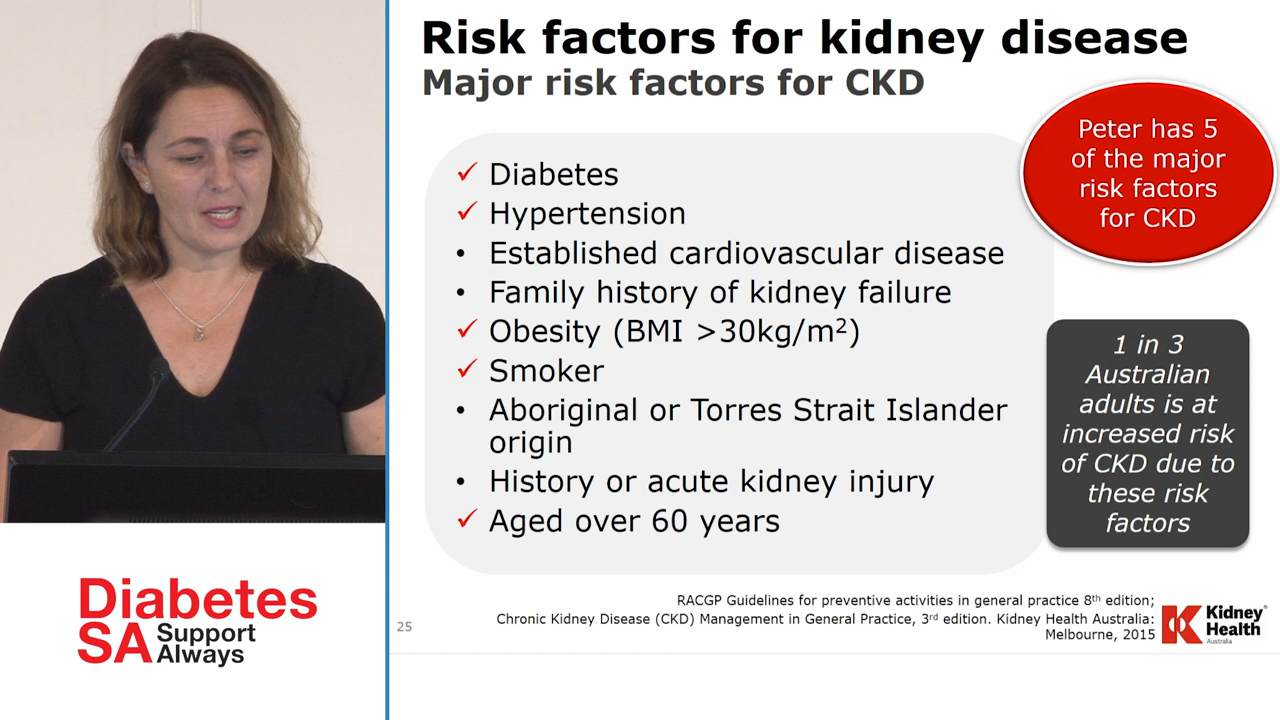 Risk factors for kidney disease
Major risk factors for CKD
✓ Diabetes
✓ Hypertension
• Established cardiovascular disease
• Family history of kidney failure
✓ Obesity (BMI >30kg/m²)
✓ Smoker
• Aboriginal or Torres Strait Islander
origin
• History or acute kidney injury
✓ Aged over 60 years
Peter has 5
of the major
risk factors
for CKD
1 in 3
Australian
adults is at
increased risk
of CKD due to
these risk
factors
RACGP Guidelines for preventive activities in general practice 8th edition;
Chronic Kidney Disease (CKD) Management in General Practice, 3rd edition. Kidney Health Australia:
Melbourne, 2015
25
Kidney
Health
Australia
Diabetes
SA Support
Always